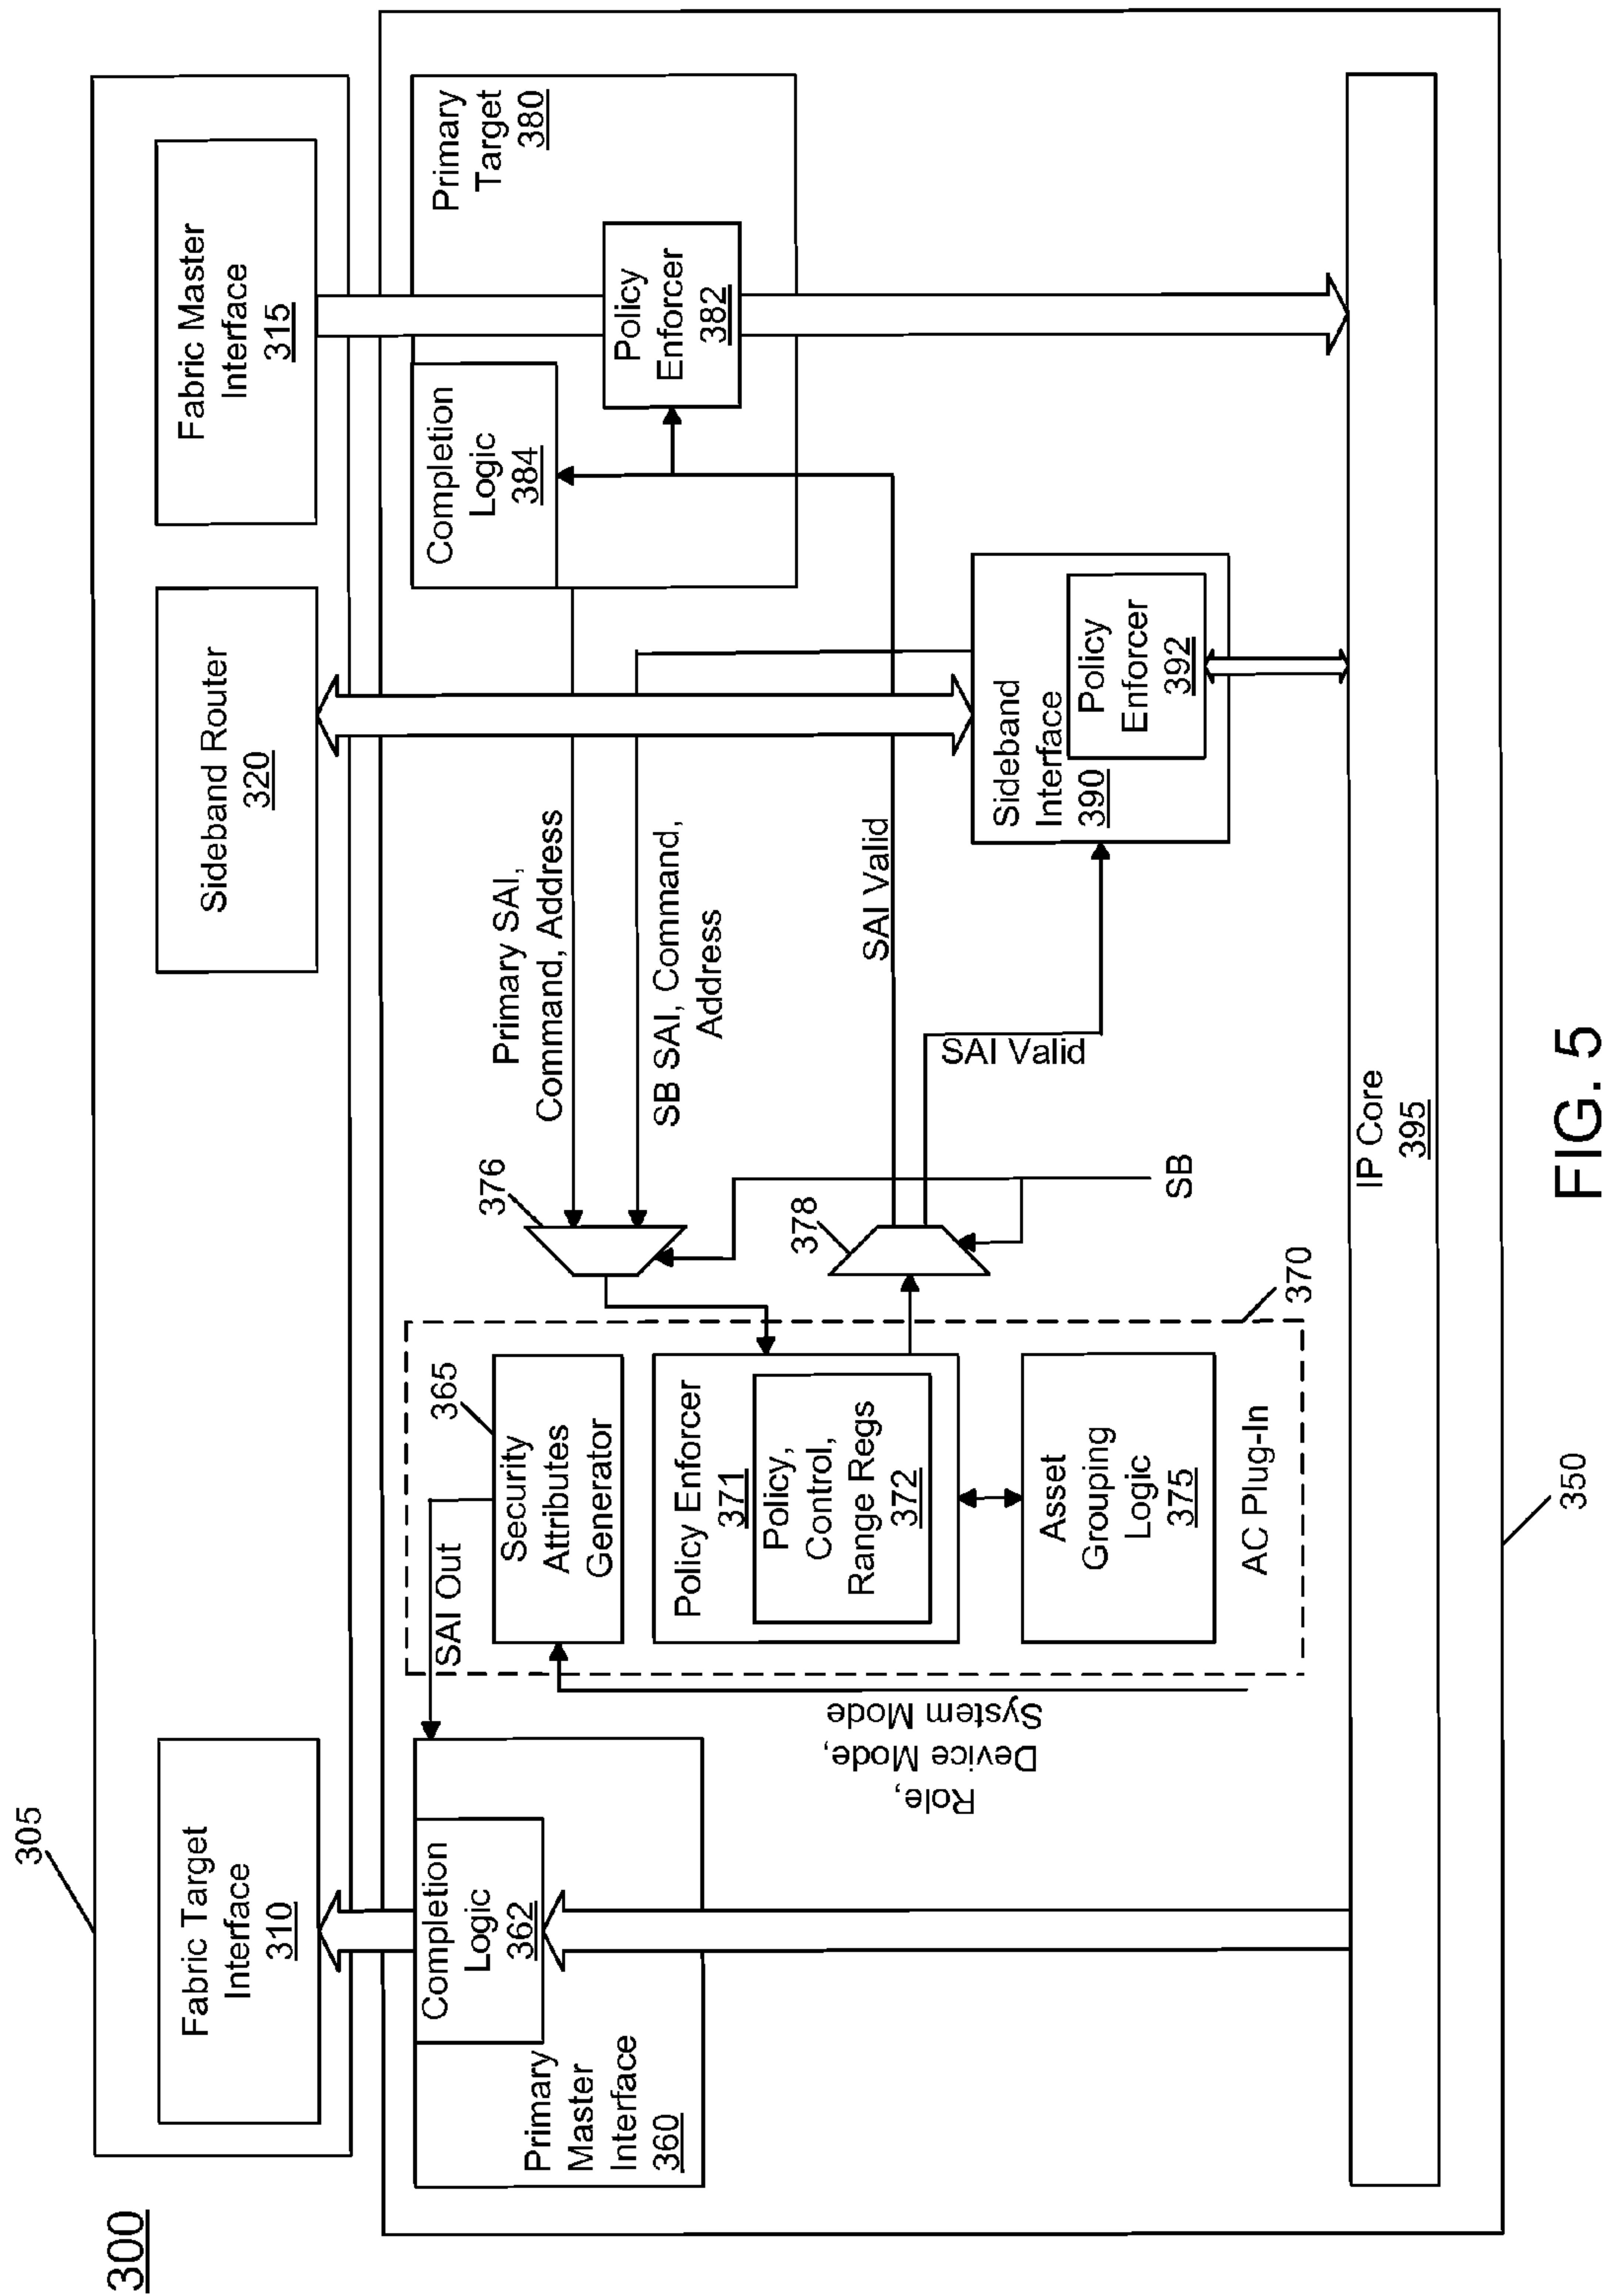 300
305
Fabric Target
Interface
310
Sideband Router
320
Fabric Master
Interface
315
Completion
Logic
362
Primary
Master
Interface
360
SAI Out
365
Security
Attributes
Generator
Policy Enforcer
371
Policy,
Control,
Range Regs
372
Asset
Grouping
Logic
375
AC Plug-In
370
Role,
Device Mode,
System Mode
376
378
SB
Primary SAI,
Command, Address
SB SAI, Command,
Address
SAI Valid
SAI Valid
Completion
Logic
384
Primary
Target
380
Policy
Enforcer
382
Sideband
Interface
390
Policy
Enforcer
392
IP Core
395
350
FIG. 5